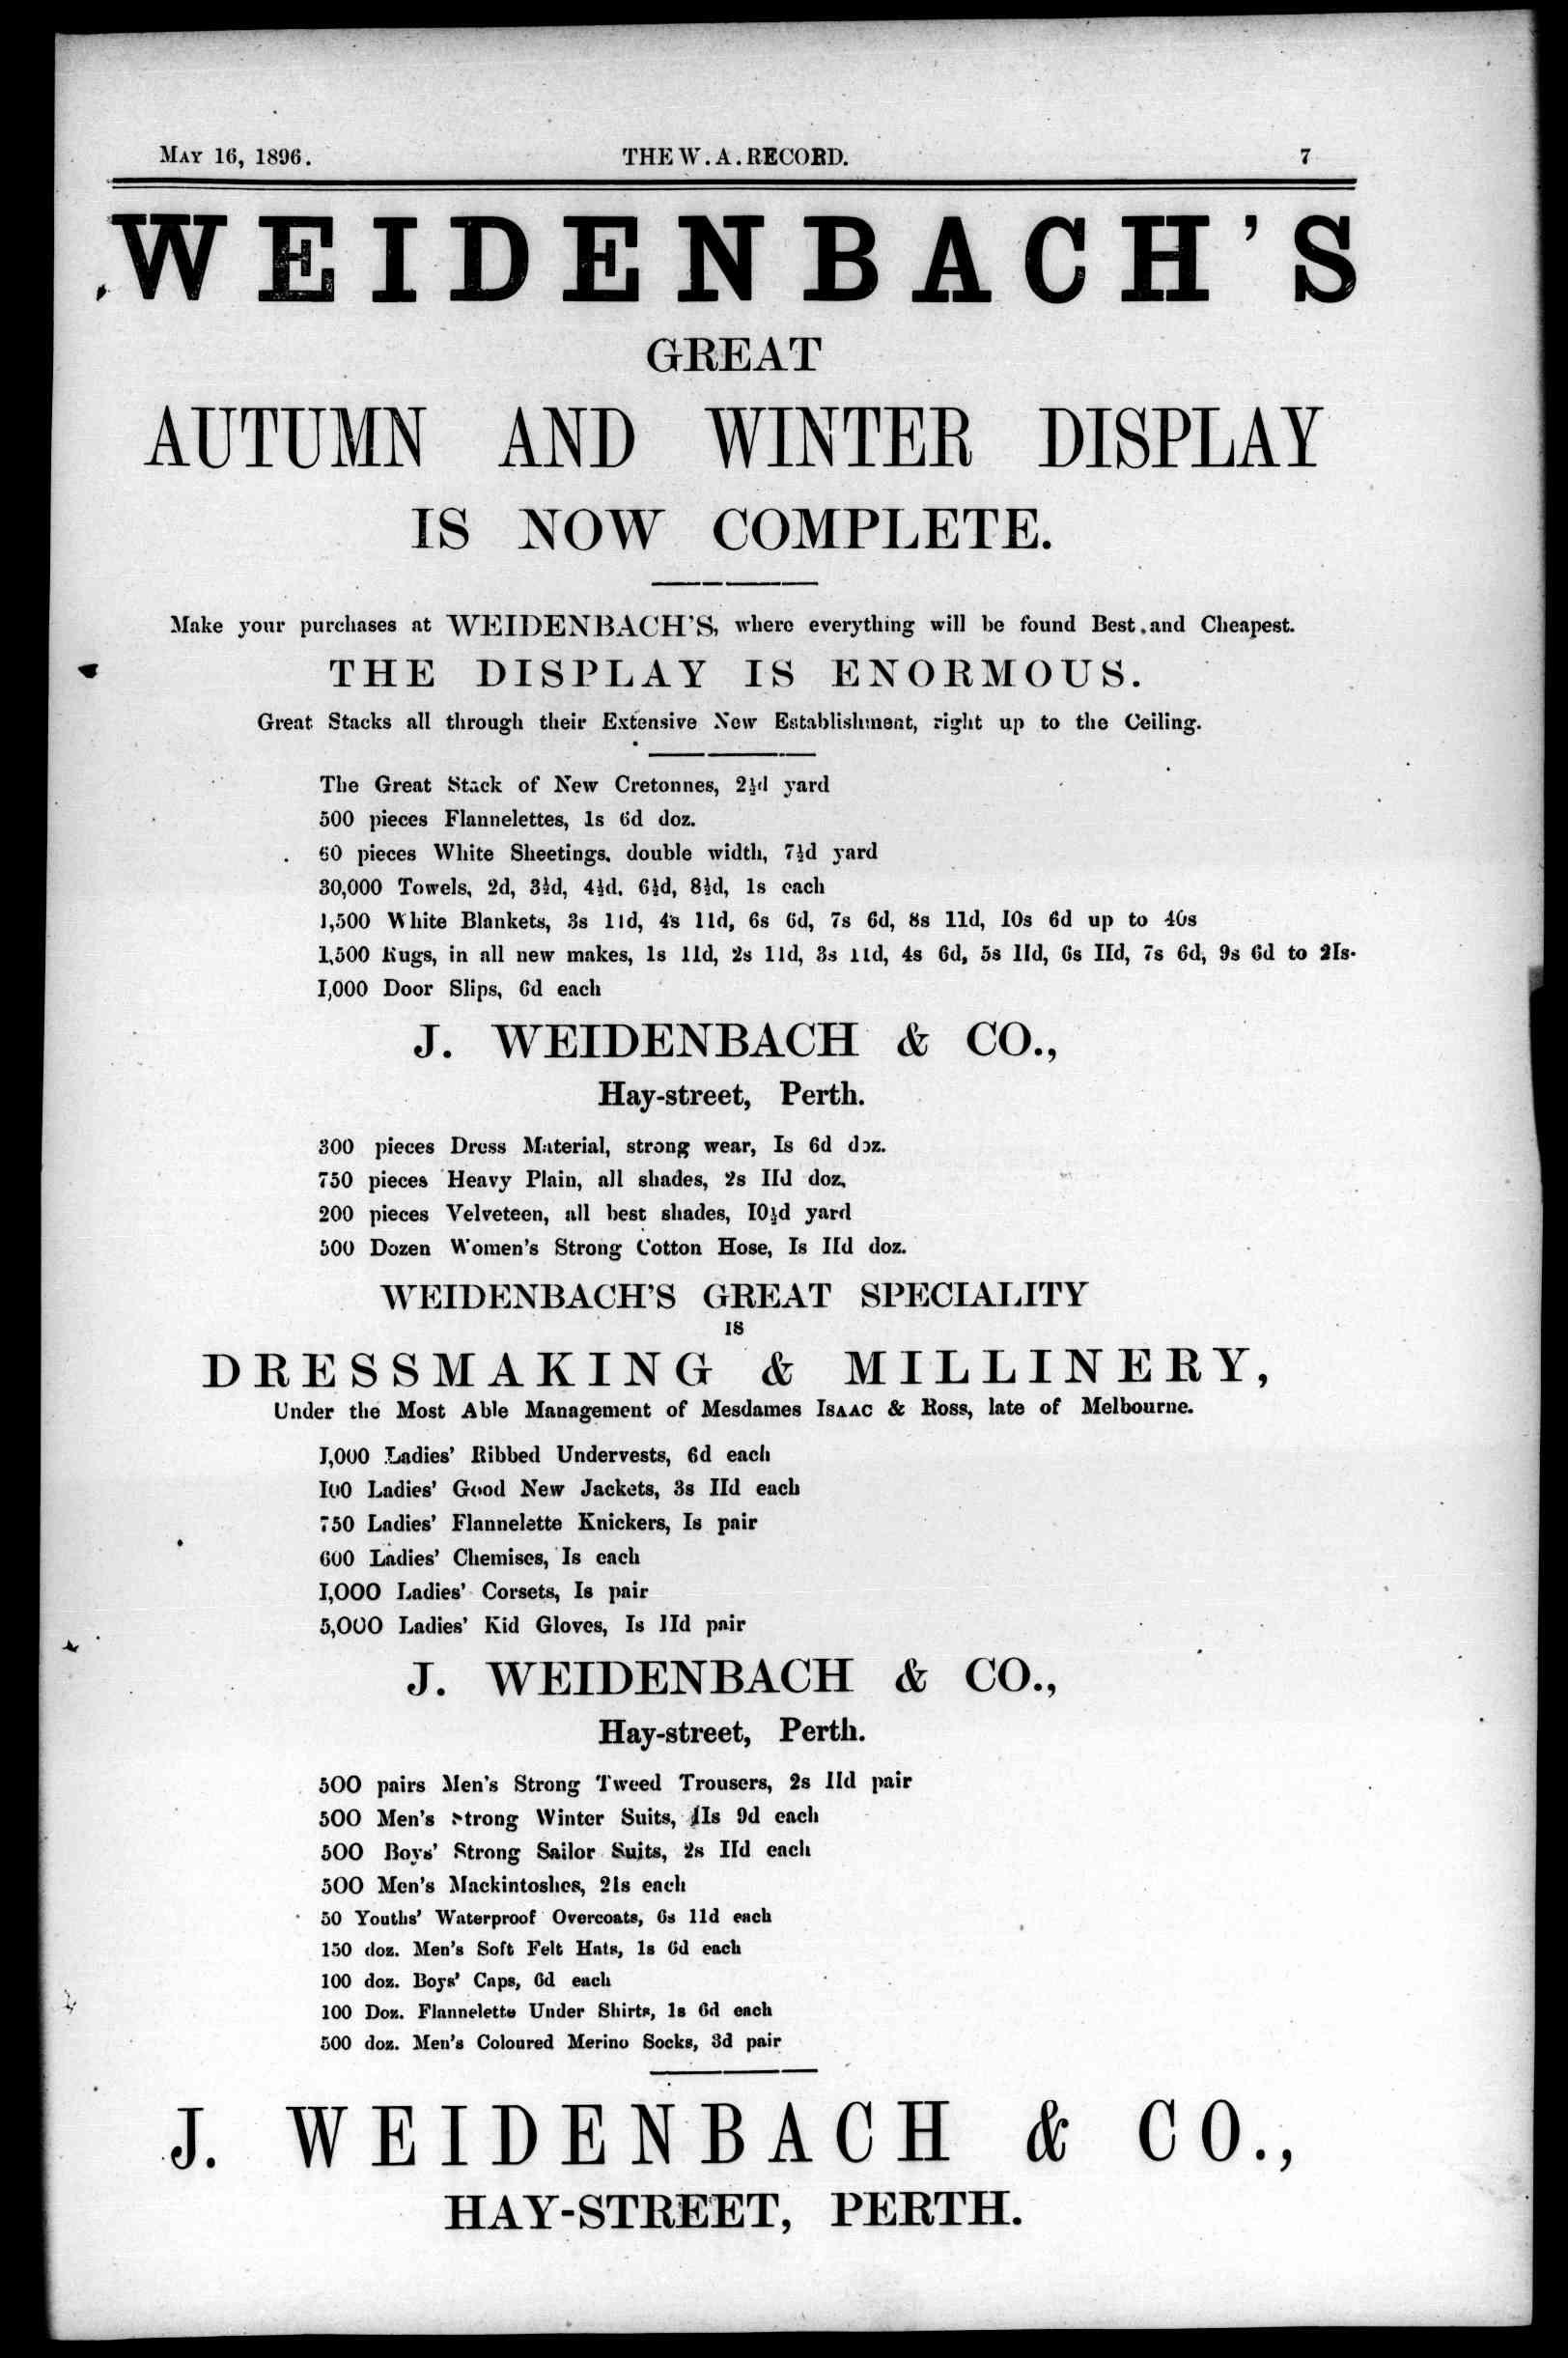 MAY 16, 1896. THE W.A. RECORD. 7
WEIDENBACH'S
GREAT
AUTUMN AND WINTER DISPLAY
IS NOW COMPLETE.
Make your purchases at WEIDENBACH'S, where everything will be found Best and Cheapest.
THE DISPLAY IS ENORMOUS.
Great Stacks all through their Extensive New Establishment, right up to the Ceiling.
The Great Stack of New Cretonnes, 2½d yard
500 pieces Flannelettes, 1s 6d doz.
60 pieces White Sheetings, double width, 7½d yard
30,000 Towels, 2d, 3½d, 4½d. 6½d, 8½d, 1s each
1,500 White Blankets, 3s 11d, 4s 11d, 6s 6d, 7s 6d, 8s 11d, 10s 6d up to 40s
1,500 Rugs, in all new makes, 1s 11d, 2s 11d, 3s 11d, 4s 6d, 5s 11d, 6s 11d, 7s 6d, 9s 6d to 21s.
1,000 Door Slips, 6d each
J. WEIDENBACH & CO.,
Hay-street, Perth.
300 pieces Dress Material, strong wear, 1s 6d doz.
750 pieces Heavy Plain, all shades, 2s 11d doz.
200 pieces Velveteen, all best shades, 10½d yard
500 Dozen Women's Strong Cotton Hose, 1s 11d doz.
WEIDENBACH'S GREAT SPECIALITY
IS
DRESSMAKING & MILLINERY,
Under the Most Able Management of Mesdames ISAAC & Ross, late of Melbourne.
1,000 Ladies' Ribbed Undervests, 6d each
100 Ladies' Good New Jackets, 3s 11d each
750 Ladies' Flannelette Knickers, 1s pair
600 Ladies' Chemises, 1s each
1,000 Ladies' Corsets, 1s pair
5,000 Ladies' Kid Gloves, 1s 11d pair
J. WEIDENBACH & CO.,
Hay-street, Perth.
500 pairs Men's Strong Tweed Trousers, 2s 11d pair
500 Men's Strong Winter Suits, 11s 9d each
500 Boys' Strong Sailor Suits, 2s 11d each
500 Men's Mackintoshes, 21s each
50 Youths' Waterproof Overcoats, 6s 11d each
150 doz. Men's Soft Felt Hats, 1s 6d each
100 doz. Boys' Caps, 6d each
100 Doz. Flannelette Under Shirts, 1s 6d each
500 doz. Men's Coloured Merino Socks, 3d pair
J. WEIDENBACH & CO.,
HAY-STREET, PERTH.